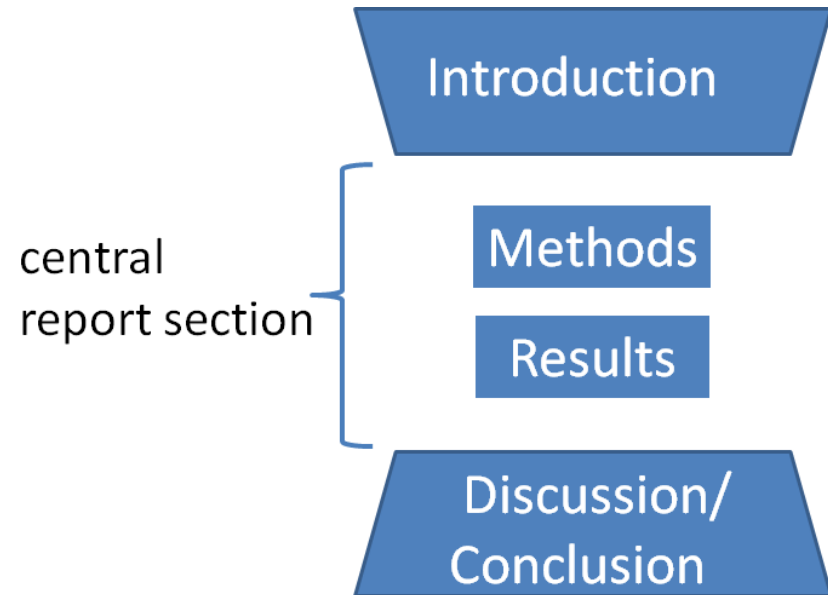 Introduction
central
report section
Methods
Results
Discussion/
Conclusion